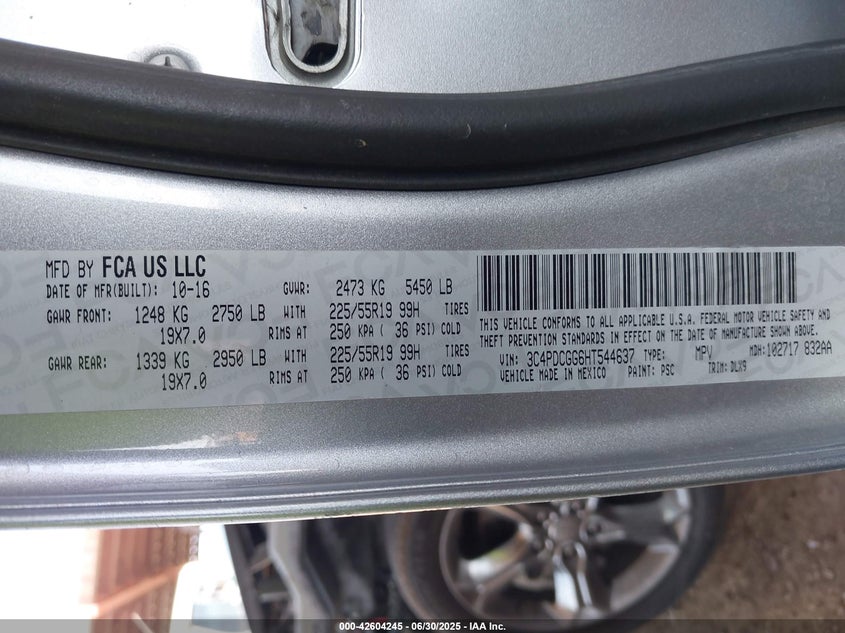 MFD BY FCA US LLC
DATE OF MFR(BUILT): 10-16 GVWR: 2473 KG 5450 LB
GAWR FRONT: 1248 KG 2750 LB WITH 225/55R19 99H TIRES
19X7.0 RIMS AT 250 KPA ( 36 PSI) COLD
GAWR REAR: 1339 KG 2950 LB WITH 225/55R19 99H TIRES
19X7.0 RIMS AT 250 KPA ( 36 PSI) COLD
THIS VEHICLE CONFORMS TO ALL APPLICABLE U.S.A. FEDERAL MOTOR VEHICLE SAFETY AND
THEFT PREVENTION STANDARDS IN EFFECT ON THE DATE OF MANUFACTURE SHOWN ABOVE.
VIN: 3C4PDCGG6HT544637 TYPE: MPV MDH: 102717 832AA
VEHICLE MADE IN MEXICO PAINT: PSC TRIM: DLX9
000-42604245 - 06/30/2025 - IAA Inc.